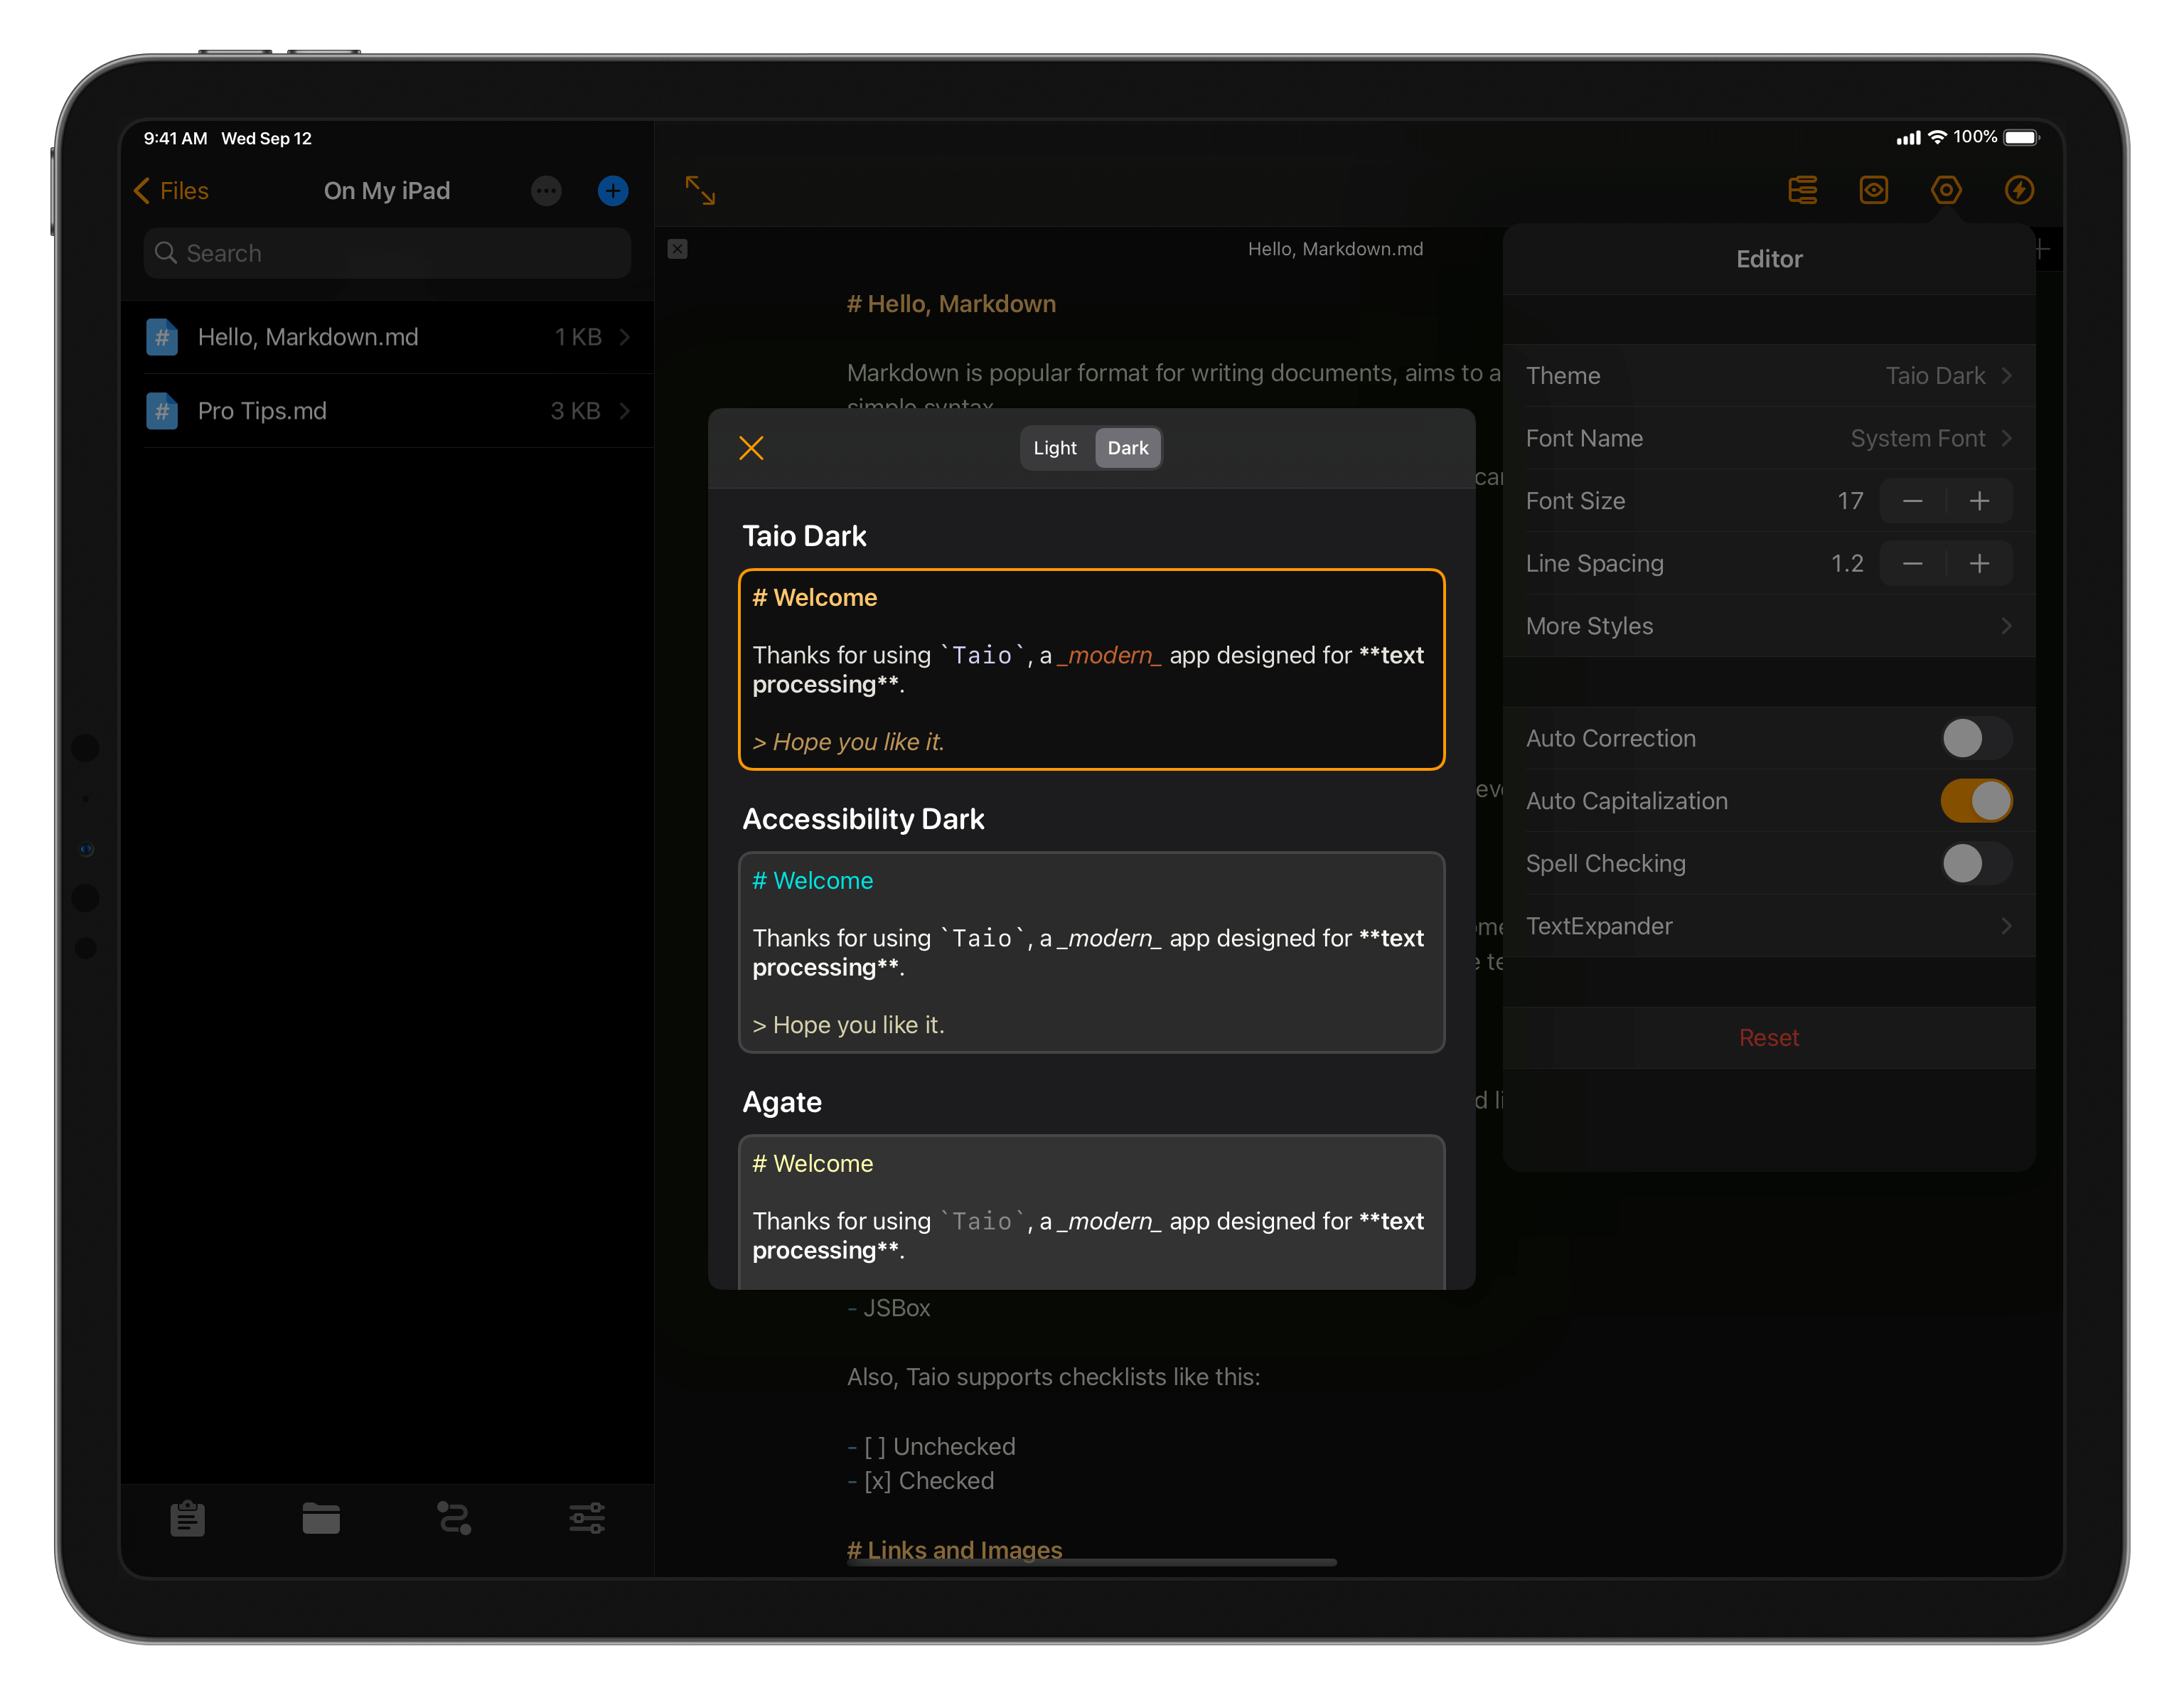 9:41 AM Wed Sep 12
100%
Files
On My iPad
Search
Hello, Markdown.md
1 KB
Pro Tips.md
3 KB
Hello, Markdown.md
# Hello, Markdown
Markdown is popular format for writing documents, aims to a
simple syntax
Light
Dark
Taio Dark
# Welcome
Thanks for using `Taio`, a _modern_ app designed for **text
processing**.
> Hope you like it.
Accessibility Dark
# Welcome
Thanks for using `Taio`, a _modern_ app designed for **text
processing**.
> Hope you like it.
Agate
# Welcome
Thanks for using `Taio`, a _modern_ app designed for **text
processing**.
- JSBox
Also, Taio supports checklists like this:
- [ ] Unchecked
- [x] Checked
# Links and Images
Editor
Theme
Taio Dark
Font Name
System Font
Font Size
17
Line Spacing
1.2
More Styles
Auto Correction
Auto Capitalization
Spell Checking
TextExpander
Reset